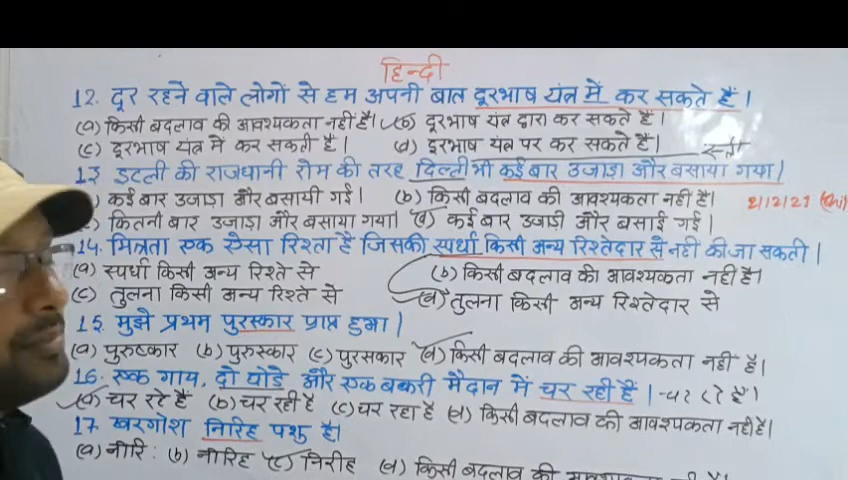 हिन्दी
12. दूर रहने वाले लोगों से हम अपनी बात दूरभाष यंत्र में कर सकते हैं।
(a) किसी बदलाव की आवश्यकता नहीं है। (b) दूरभाष यंत्र द्वारा कर सकते हैं।
(c) दूरभाष यंत्र में कर सकती हैं। (d) दूरभाष यंत्र पर कर सकते हैं।
13 इटली की राजधानी रोम की तरह दिल्ली भी कई बार उजाड़ा और बसाया गया।
) कई बार उजाड़ा और बसायी गई। (b) किसी बदलाव की आवश्यकता नहीं है। 2/12/21
) कितनी बार उजाड़ा और बसाया गया। (d) कई बार उजाड़ी और बसाई गई।
14. मित्रता एक ऐसा रिश्ता है जिसकी स्पर्धा किसी अन्य रिश्तेदार से नहीं की जा सकती।
(a) स्पर्धा किसी अन्य रिश्ते से (b) किसी बदलाव की आवश्यकता नहीं है।
(c) तुलना किसी अन्य रिश्ते से (d) तुलना किसी अन्य रिश्तेदार से
15. मुझे प्रथम पुरस्कार प्राप्त हुआ।
(a) पुरुष्कार (b) पुरुस्कार (c) पुरसकार (d) किसी बदलाव की आवश्यकता नहीं है।
16. एक गाय, दो घोड़े और एक बकरी मैदान में चर रही हैं।
(a) चर रहे हैं (b) चर रही है (c) चर रहा है (d) किसी बदलाव की आवश्यकता नहीं है।
17. खरगोश निरिह पशु है।
(a) नीरि: (b) नीरिह (c) निरीह (d) किसी बदलाव की